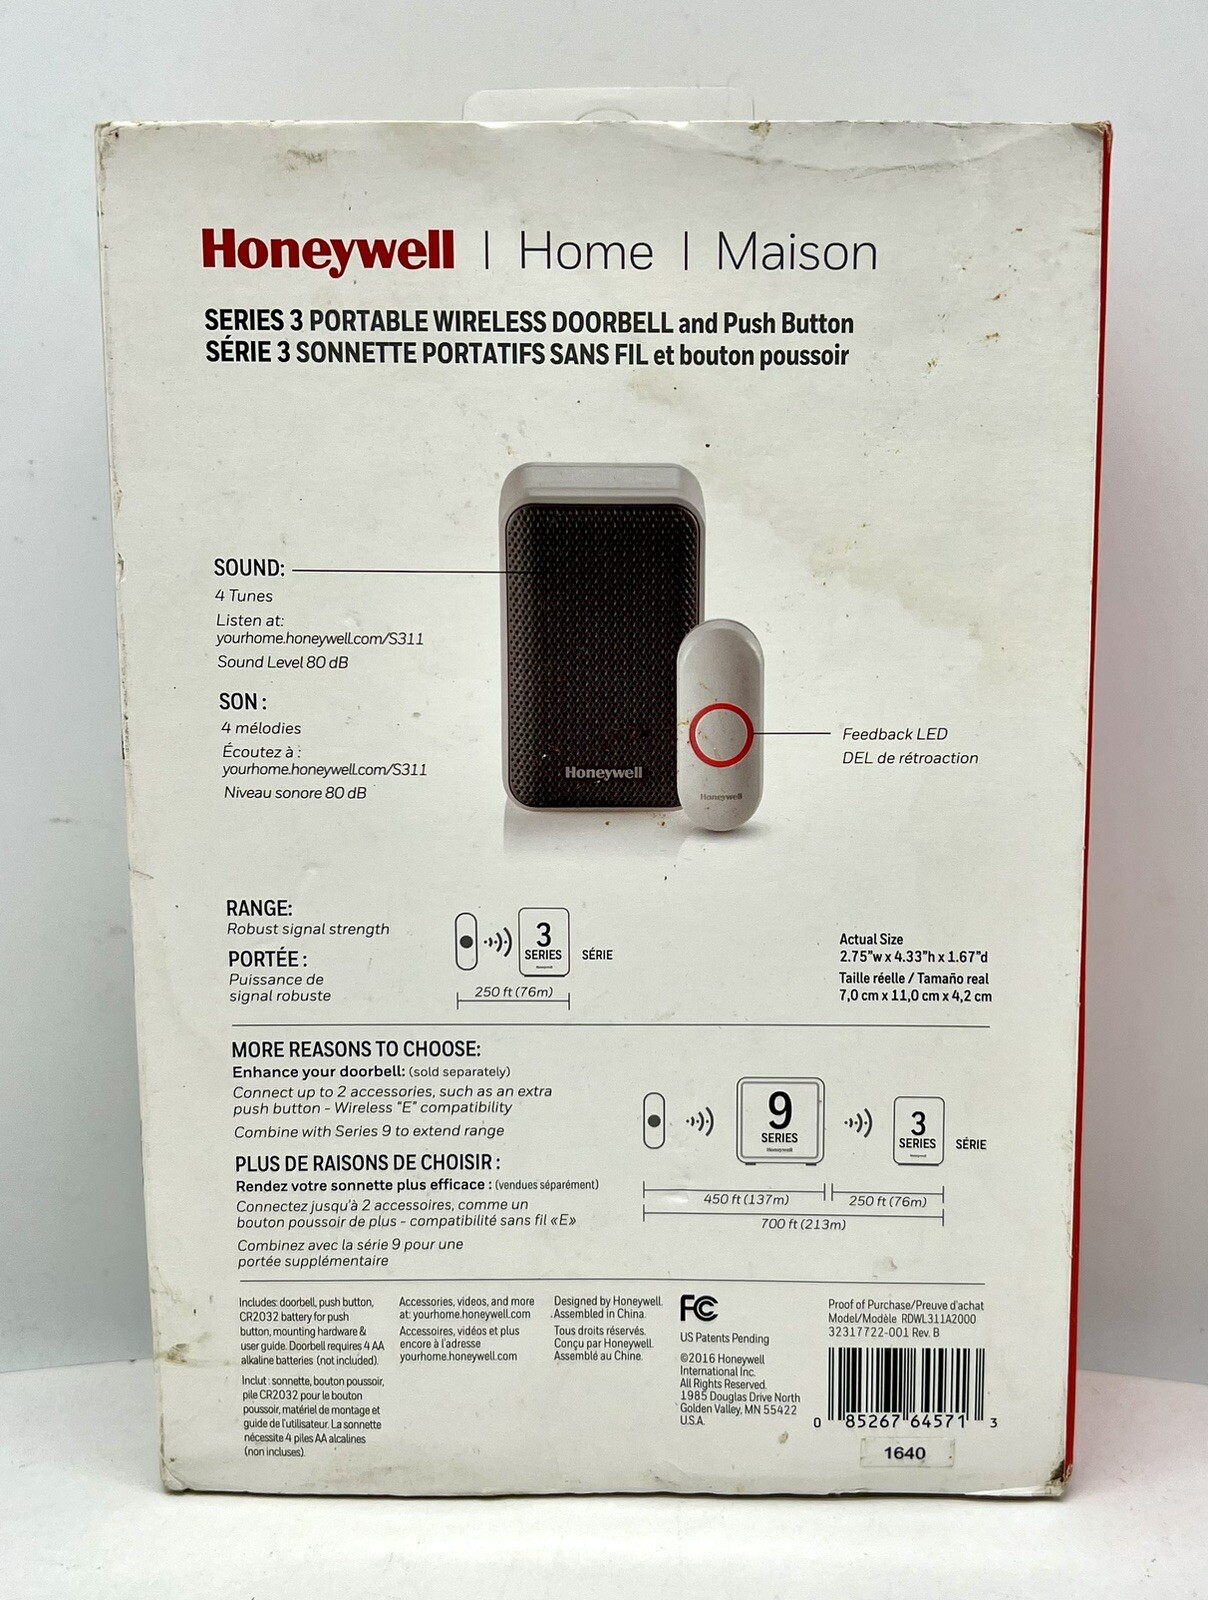 Honeywell | Home | Maison
SERIES 3 PORTABLE WIRELESS DOORBELL and Push Button
SÉRIE 3 SONNETTE PORTATIFS SANS FIL et bouton poussoir
SOUND:
4 Tunes
Listen at:
yourhome.honeywell.com/S311
Sound Level 80 dB
SON :
4 mélodies
Écoutez à :
yourhome.honeywell.com/S311
Niveau sonore 80 dB
Honeywell
Honeywell
Feedback LED
DEL de rétroaction
RANGE:
Robust signal strength
PORTÉE :
Puissance de
signal robuste
3
SERIES
Honeywell
SÉRIE
250 ft (76m)
Actual Size
2.75"w x 4.33"h x 1.67"d
Taille réelle / Tamaño real
7,0 cm x 11,0 cm x 4,2 cm
MORE REASONS TO CHOOSE:
Enhance your doorbell: (sold separately)
Connect up to 2 accessories, such as an extra
push button - Wireless "E" compatibility
Combine with Series 9 to extend range
PLUS DE RAISONS DE CHOISIR :
Rendez votre sonnette plus efficace : (vendues séparément)
Connectez jusqu'à 2 accessoires, comme un
bouton poussoir de plus - compatibilité sans fil «E»
Combinez avec la série 9 pour une
portée supplémentaire
9
SERIES
Honeywell
3
SERIES
Honeywell
SÉRIE
450 ft (137m)
250 ft (76m)
700 ft (213m)
Includes: doorbell, push button,
CR2032 battery for push
button, mounting hardware &
user guide. Doorbell requires 4 AA
alkaline batteries (not included).
Inclut : sonnette, bouton poussoir,
pile CR2032 pour le bouton
poussoir, matériel de montage et
guide de l'utilisateur. La sonnette
nécessite 4 piles AA alcalines
(non incluses).
Accessories, videos, and more
at: yourhome.honeywell.com
Accessoires, vidéos et plus
encore à l'adresse
yourhome.honeywell.com
Designed by Honeywell.
Assembled in China.
Tous droits réservés.
Conçu par Honeywell.
Assemblé au Chine.
FC
US Patents Pending
©2016 Honeywell
International Inc.
All Rights Reserved.
1985 Douglas Drive North
Golden Valley, MN 55422
U.S.A.
Proof of Purchase/Preuve d'achat
Model/Modèle RDWL311A2000
32317722-001 Rev. B
0 85267 64571 3
1640